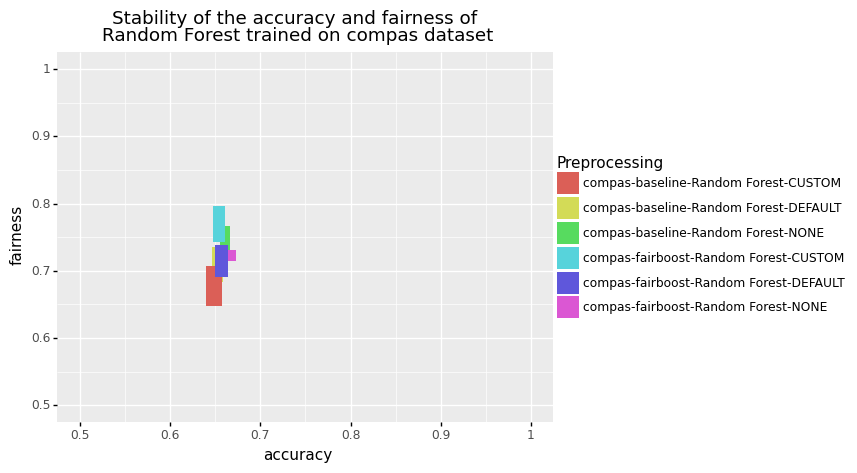 Stability of the accuracy and fairness of
Random Forest trained on compas dataset
1
0.9
0.8
0.7
0.6
0.5
fairness
0.5 0.6 0.7 0.8 0.9 1
accuracy
Preprocessing
compas-baseline-Random Forest-CUSTOM
compas-baseline-Random Forest-DEFAULT
compas-baseline-Random Forest-NONE
compas-fairboost-Random Forest-CUSTOM
compas-fairboost-Random Forest-DEFAULT
compas-fairboost-Random Forest-NONE